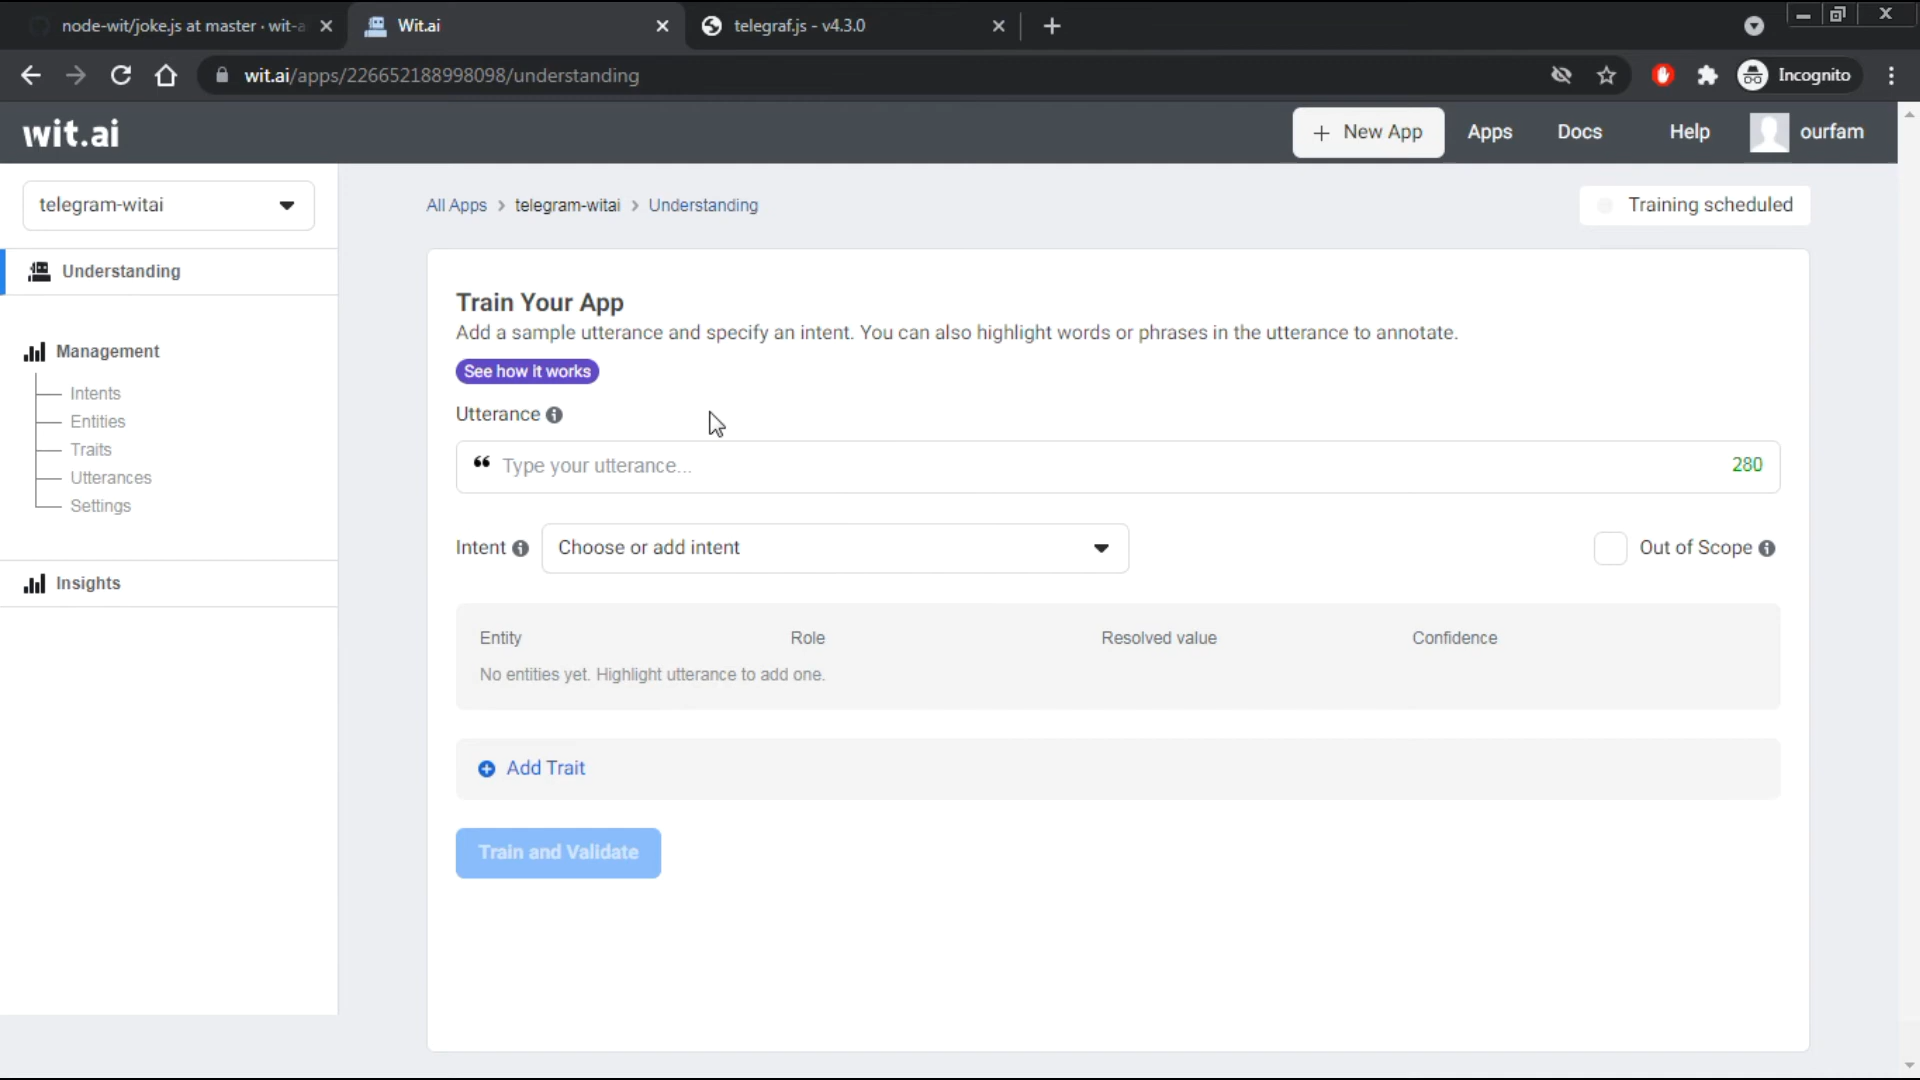 node-wit/joke.js at master · wit-a
Wit.ai
telegraf.js - v4.3.0
wit.ai/apps/226652188998098/understanding
Incognito
wit.ai
New App
Apps
Docs
Help
ourfam
telegram-witai
All Apps > telegram-witai > Understanding
Training scheduled
Understanding
Management
Intents
Entities
Traits
Utterances
Settings
Insights
Train Your App
Add a sample utterance and specify an intent. You can also highlight words or phrases in the utterance to annotate.
See how it works
Utterance
“ Type your utterance...
280
Intent
Choose or add intent
Out of Scope
Entity
Role
Resolved value
Confidence
No entities yet. Highlight utterance to add one.
Add Trait
Train and Validate